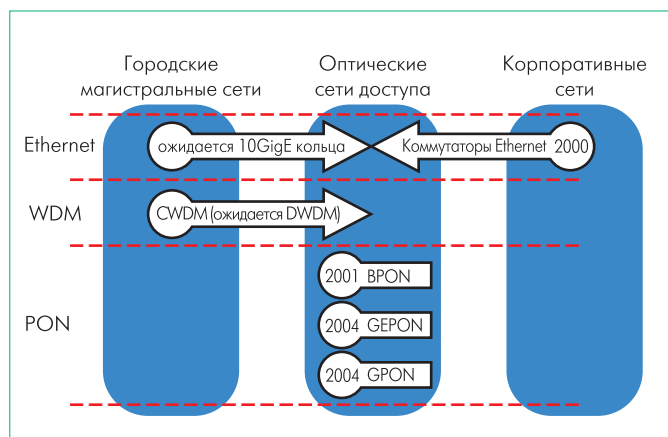 Городские
магистральные сети
Оптические
сети доступа
Корпоративные
сети
Ethernet
ожидается 10GigE кольца
Коммутаторы Ethernet 2000
WDM
CWDM (ожидается DWDM)
PON
2001 BPON
2004 GEPON
2004 GPON